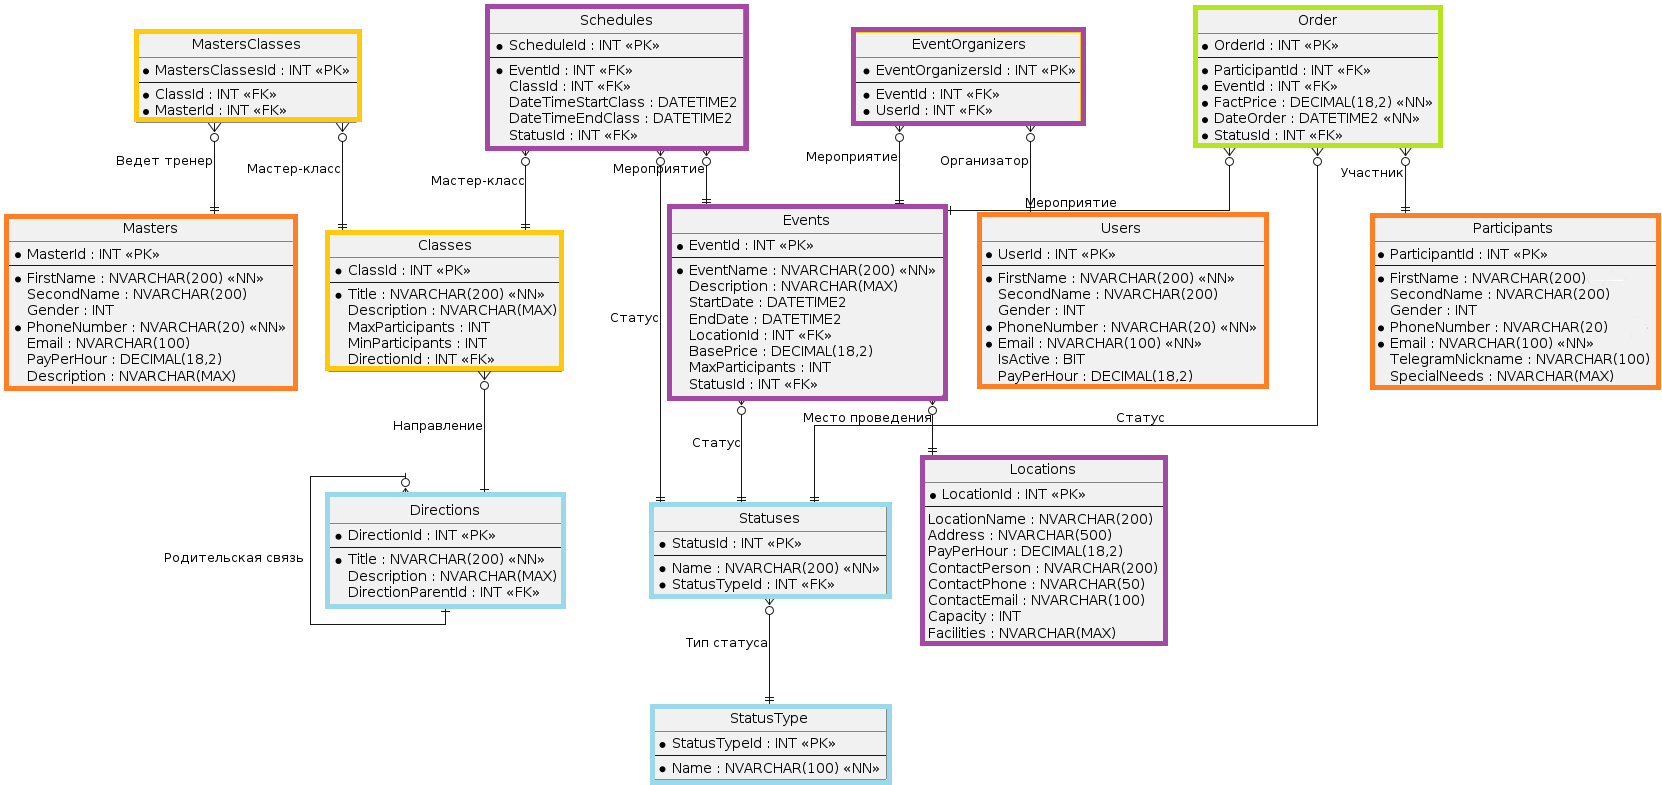 MastersClasses
MastersClassesId : INT «PK»
ClassId : INT «FK»
MasterId : INT «FK»
Schedules
ScheduleId : INT «PK»
EventId : INT «FK»
ClassId : INT «FK»
DateTimeStartClass : DATETIME2
DateTimeEndClass : DATETIME2
StatusId : INT «FK»
EventOrganizers
EventOrganizersId : INT «PK»
EventId : INT «FK»
UserId : INT «FK»
Order
OrderId : INT «PK»
ParticipantId : INT «FK»
EventId : INT «FK»
FactPrice : DECIMAL(18,2) «NN»
DateOrder : DATETIME2 «NN»
StatusId : INT «FK»
Ведет тренер
Мастер-класс
Мастер-класс
Мероприятие
Мероприятие
Организатор
Мероприятие
Участник
Masters
MasterId : INT «PK»
FirstName : NVARCHAR(200) «NN»
SecondName : NVARCHAR(200)
Gender : INT
PhoneNumber : NVARCHAR(20) «NN»
Email : NVARCHAR(100)
PayPerHour : DECIMAL(18,2)
Description : NVARCHAR(MAX)
Classes
ClassId : INT «PK»
Title : NVARCHAR(200) «NN»
Description : NVARCHAR(MAX)
MaxParticipants : INT
MinParticipants : INT
DirectionId : INT «FK»
Статус
Events
EventId : INT «PK»
EventName : NVARCHAR(200) «NN»
Description : NVARCHAR(MAX)
StartDate : DATETIME2
EndDate : DATETIME2
LocationId : INT «FK»
BasePrice : DECIMAL(18,2)
MaxParticipants : INT
StatusId : INT «FK»
Users
UserId : INT «PK»
FirstName : NVARCHAR(200) «NN»
SecondName : NVARCHAR(200)
Gender : INT
PhoneNumber : NVARCHAR(20) «NN»
Email : NVARCHAR(100) «NN»
IsActive : BIT
PayPerHour : DECIMAL(18,2)
Participants
ParticipantId : INT «PK»
FirstName : NVARCHAR(200)
SecondName : NVARCHAR(200)
Gender : INT
PhoneNumber : NVARCHAR(20)
Email : NVARCHAR(100) «NN»
TelegramNickname : NVARCHAR(100)
SpecialNeeds : NVARCHAR(MAX)
Направление
Статус
Место проведения
Статус
Родительская связь
Directions
DirectionId : INT «PK»
Title : NVARCHAR(200) «NN»
Description : NVARCHAR(MAX)
DirectionParentId : INT «FK»
Statuses
StatusId : INT «PK»
Name : NVARCHAR(200) «NN»
StatusTypeId : INT «FK»
Locations
LocationId : INT «PK»
LocationName : NVARCHAR(200)
Address : NVARCHAR(500)
PayPerHour : DECIMAL(18,2)
ContactPerson : NVARCHAR(200)
ContactPhone : NVARCHAR(50)
ContactEmail : NVARCHAR(100)
Capacity : INT
Facilities : NVARCHAR(MAX)
Тип статуса
StatusType
StatusTypeId : INT «PK»
Name : NVARCHAR(100) «NN»